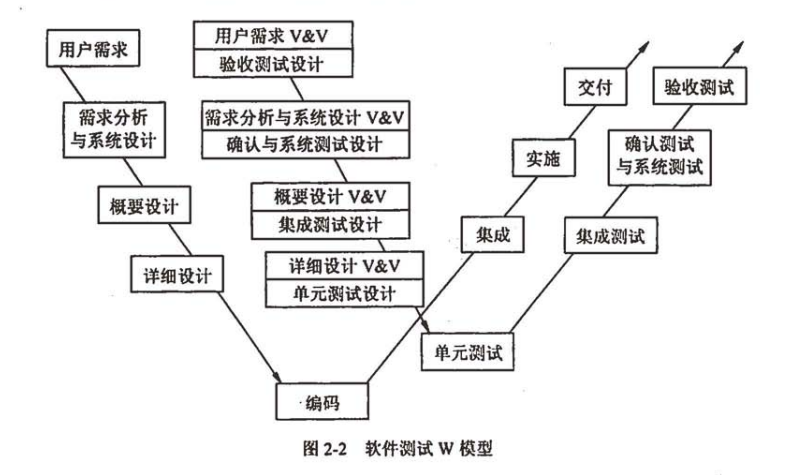 用户需求
用户需求 V&V
验收测试设计
需求分析
与系统设计
需求分析与系统设计 V&V
确认与系统测试设计
概要设计
概要设计 V&V
集成测试设计
详细设计
详细设计 V&V
单元测试设计
编码
单元测试
集成
集成测试
实施
确认测试
与系统测试
交付
验收测试
图 2-2 软件测试 W 模型